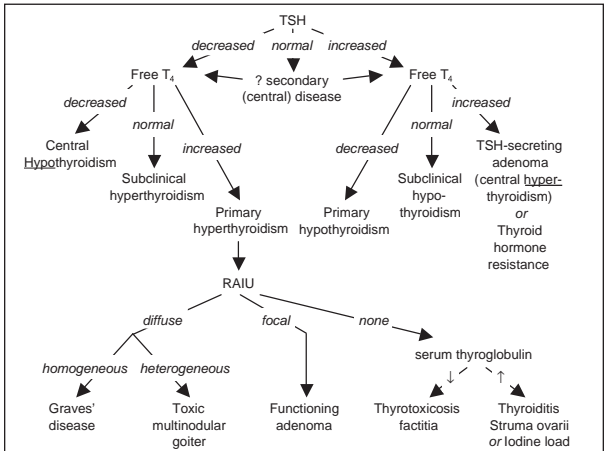 TSH
decreased normal increased
Free T4
? secondary
(central) disease
Free T4
decreased
normal
increased
Central
Hypothyroidism
Subclinical
hyperthyroidism
Primary
hyperthyroidism
decreased
normal
increased
Primary
hypothyroidism
Subclinical
hypo-
thyroidism
TSH-secreting
adenoma
(central hyper-
thyroidism)
or
Thyroid
hormone
resistance
RAIU
diffuse
focal
none
homogeneous heterogeneous
serum thyroglobulin
↓ ↑
Graves'
disease
Toxic
multinodular
goiter
Functioning
adenoma
Thyrotoxicosis
factitia
Thyroiditis
Struma ovarii
or Iodine load